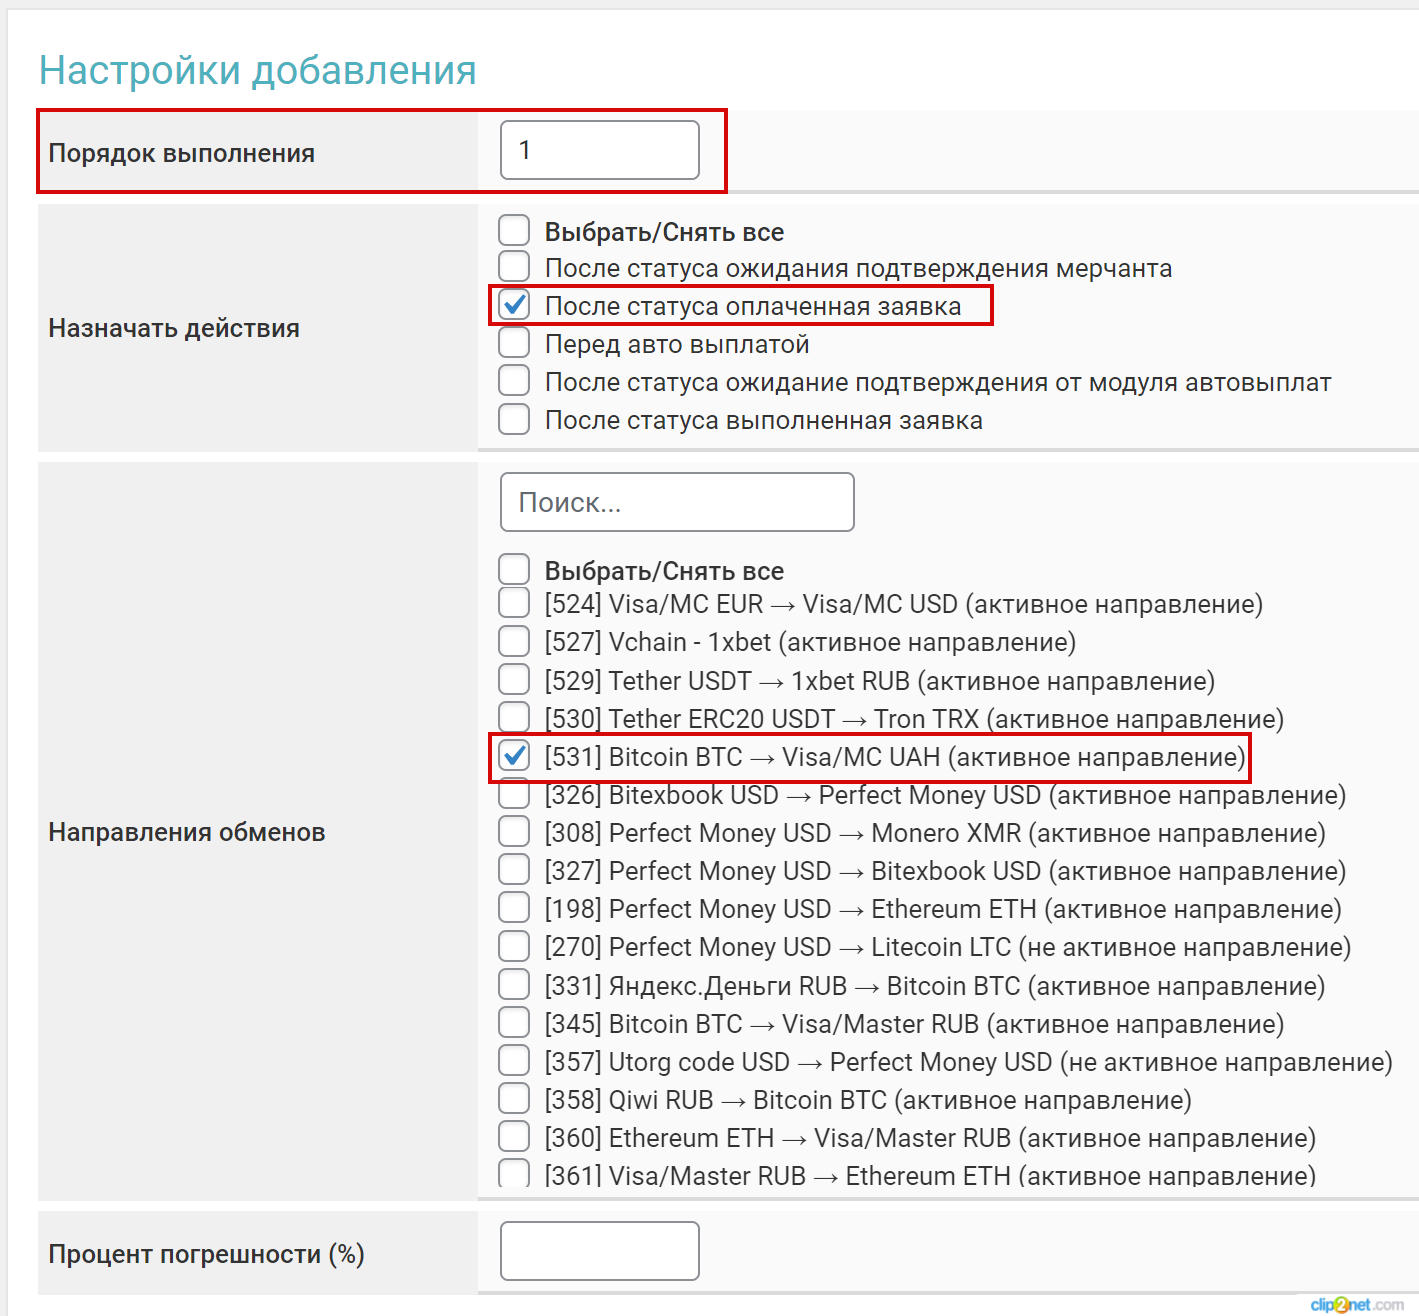 Настройки добавления
Порядок выполнения
1
Назначать действия
Выбрать/Снять все
После статуса ожидания подтверждения мерчанта
После статуса оплаченная заявка
Перед авто выплатой
После статуса ожидание подтверждения от модуля автовыплат
После статуса выполненная заявка
Направления обменов
Поиск...
Выбрать/Снять все
[524] Visa/MC EUR → Visa/MC USD (активное направление)
[527] Vchain - 1xbet (активное направление)
[529] Tether USDT → 1xbet RUB (активное направление)
[530] Tether ERC20 USDT → Tron TRX (активное направление)
[531] Bitcoin BTC → Visa/MC UAH (активное направление)
[326] Bitexbook USD → Perfect Money USD (активное направление)
[308] Perfect Money USD → Monero XMR (активное направление)
[327] Perfect Money USD → Bitexbook USD (активное направление)
[198] Perfect Money USD → Ethereum ETH (активное направление)
[270] Perfect Money USD → Litecoin LTC (не активное направление)
[331] Яндекс.Деньги RUB → Bitcoin BTC (активное направление)
[345] Bitcoin BTC → Visa/Master RUB (активное направление)
[357] Utorg code USD → Perfect Money USD (не активное направление)
[358] Qiwi RUB → Bitcoin BTC (активное направление)
[360] Ethereum ETH → Visa/Master RUB (активное направление)
[361] Visa/Master RUB → Ethereum ETH (активное направление)
Процент погрешности (%)
clip2net.com